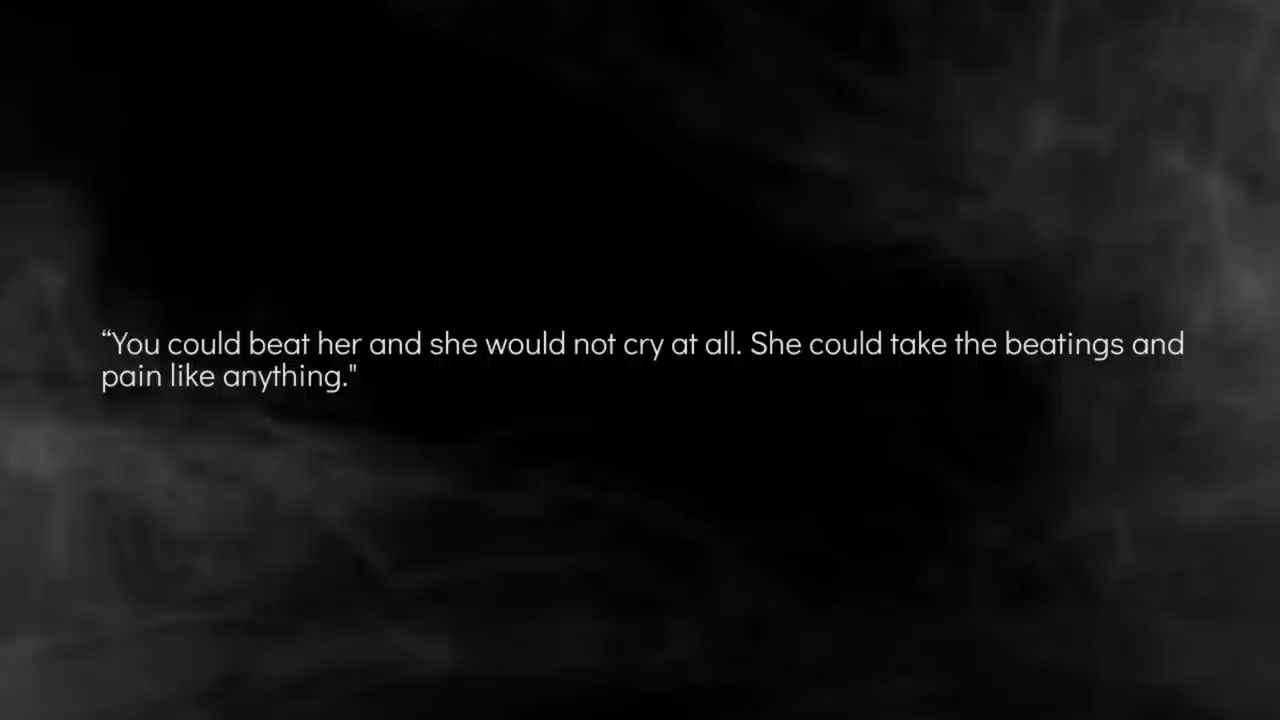 “You could beat her and she would not cry at all. She could take the beatings and
pain like anything."